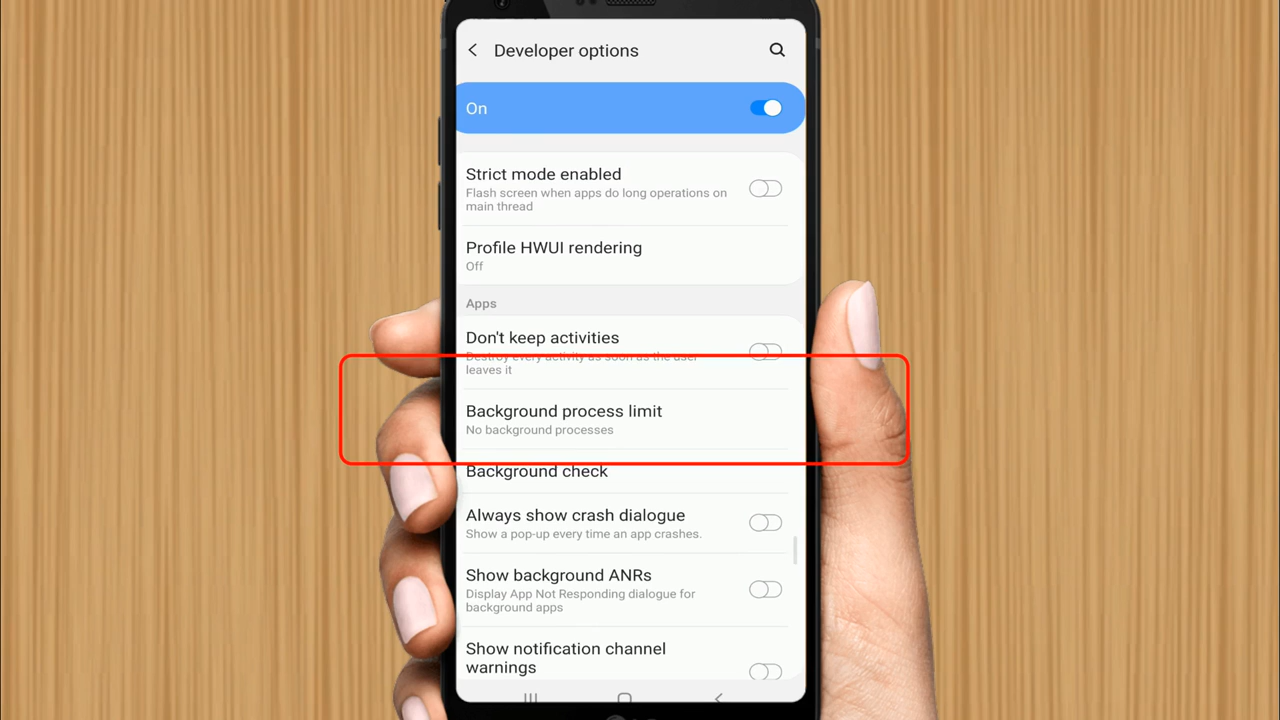 Developer options
On
Strict mode enabled
Flash screen when apps do long operations on
main thread
Profile HWUI rendering
Off
Apps
Don't keep activities
Destroy every activity as soon as the user
leaves it
Background process limit
No background processes
Background check
Always show crash dialogue
Show a pop-up every time an app crashes.
Show background ANRs
Display App Not Responding dialogue for
background apps
Show notification channel
warnings